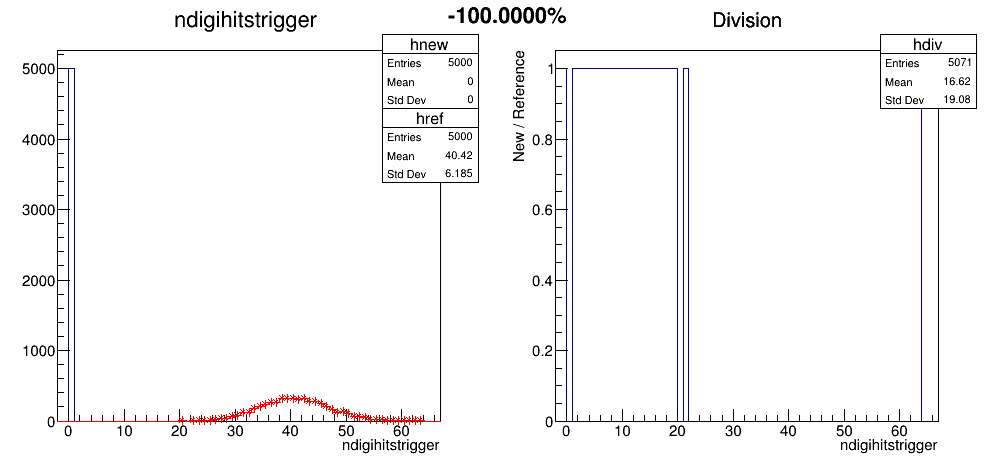 -100.0000%
ndigihitstrigger
hnew
Entries 5000
Mean 0
Std Dev 0
href
Entries 5000
Mean 40.42
Std Dev 6.185
5000
4000
3000
2000
1000
0
0 10 20 30 40 50 60
ndigihitstrigger
Division
hdiv
Entries 5071
Mean 16.62
Std Dev 19.08
New / Reference
1
0.8
0.6
0.4
0.2
0
0 10 20 30 40 50 60
ndigihitstrigger